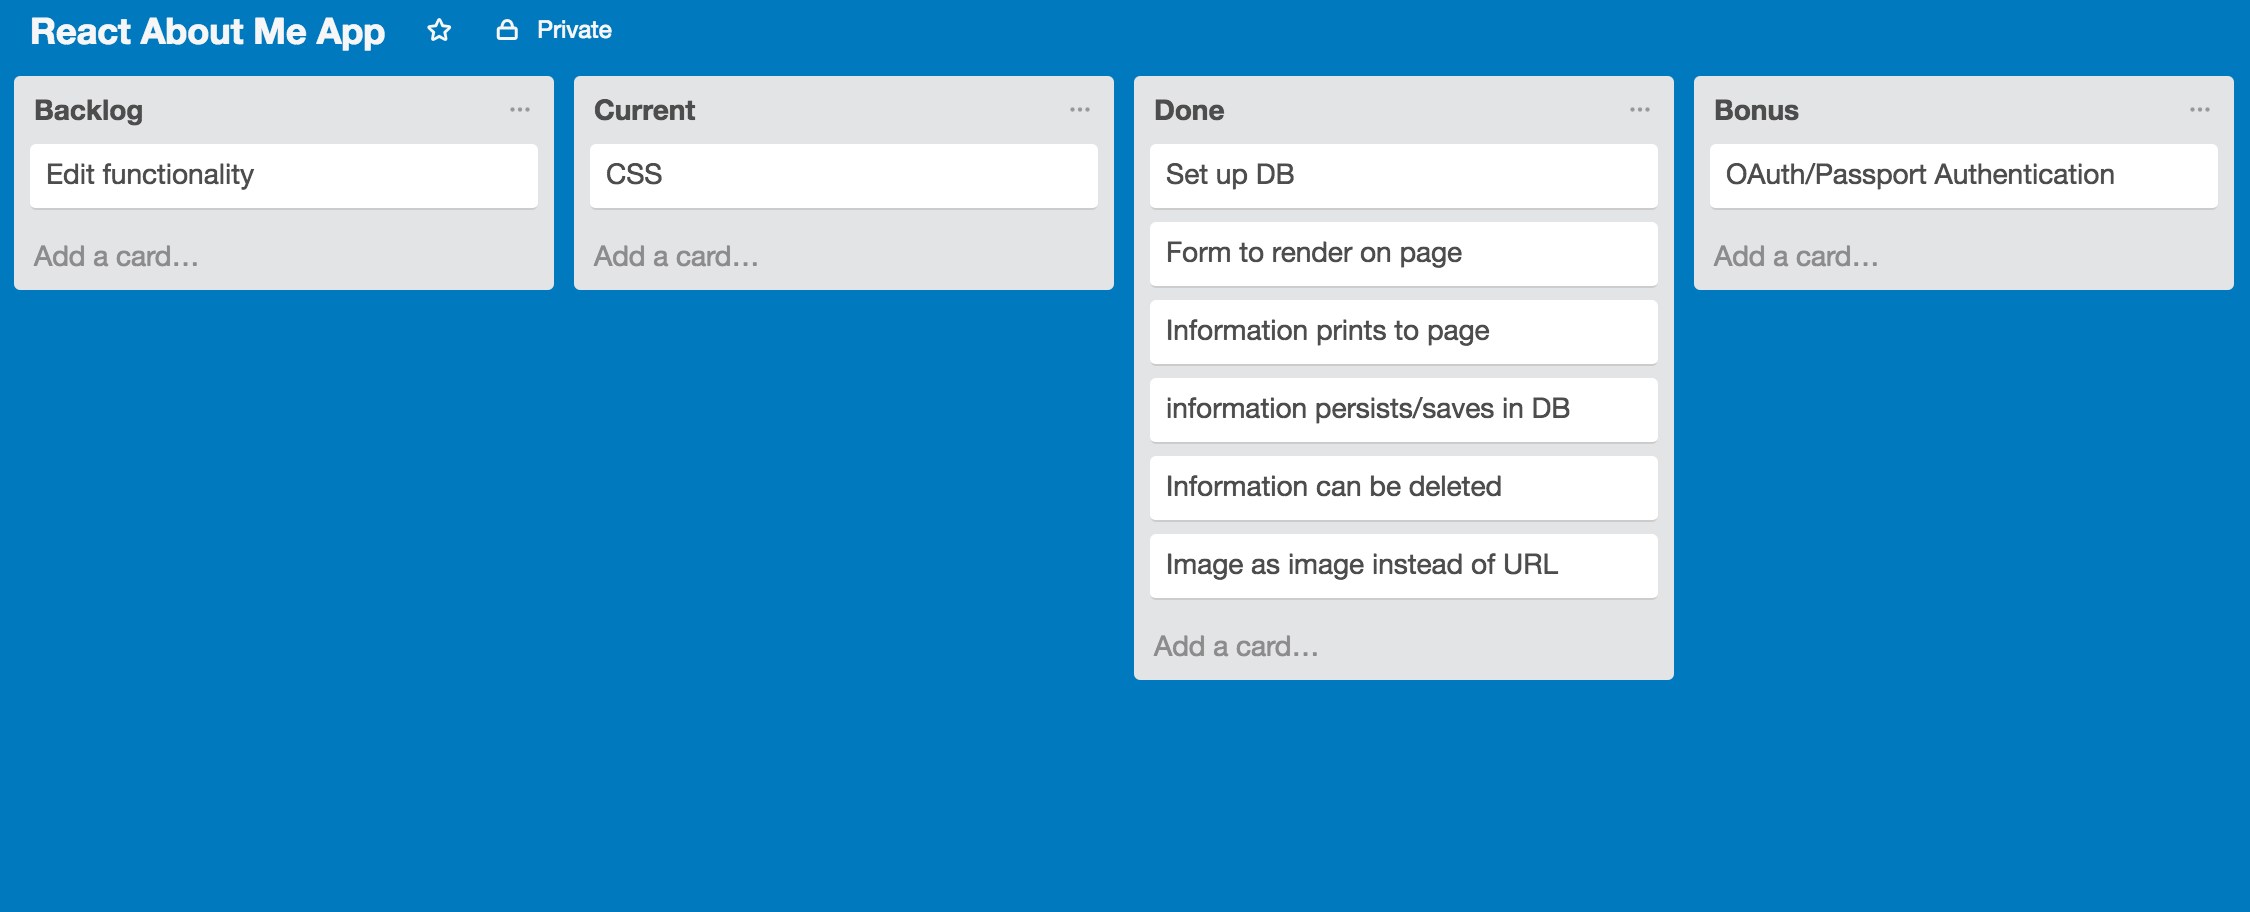 React About Me App
Private
Backlog
Edit functionality
Add a card…
Current
CSS
Add a card…
Done
Set up DB
Form to render on page
Information prints to page
information persists/saves in DB
Information can be deleted
Image as image instead of URL
Add a card…
Bonus
OAuth/Passport Authentication
Add a card…